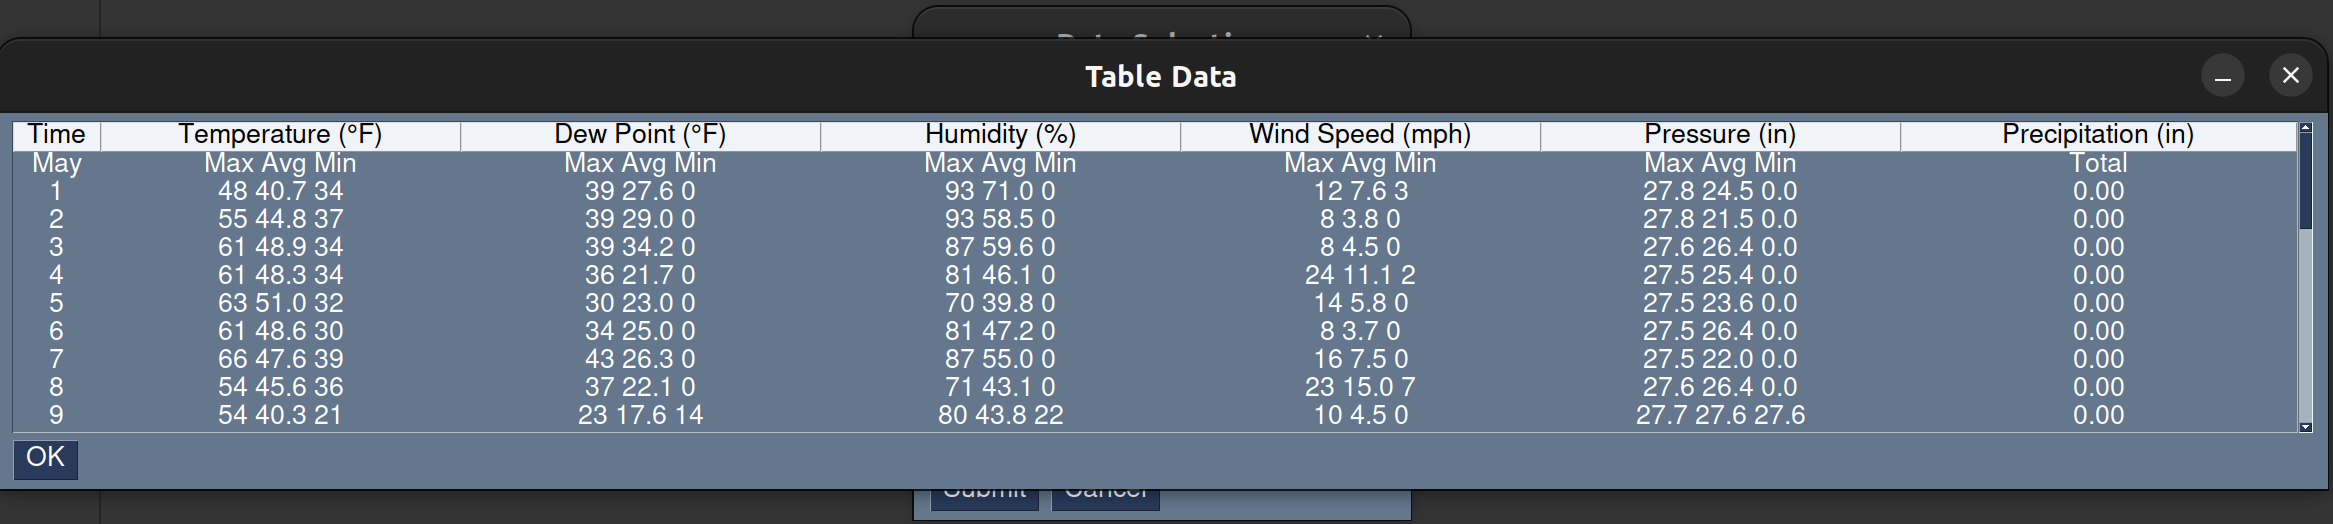 Table Data
Time Temperature (°F) Dew Point (°F) Humidity (%) Wind Speed (mph) Pressure (in) Precipitation (in)
May Max Avg Min Max Avg Min Max Avg Min Max Avg Min Max Avg Min Total
1 48 40.7 34 39 27.6 0 93 71.0 0 12 7.6 3 27.8 24.5 0.0 0.00
2 55 44.8 37 39 29.0 0 93 58.5 0 8 3.8 0 27.8 21.5 0.0 0.00
3 61 48.9 34 39 34.2 0 87 59.6 0 8 4.5 0 27.6 26.4 0.0 0.00
4 61 48.3 34 36 21.7 0 81 46.1 0 24 11.1 2 27.5 25.4 0.0 0.00
5 63 51.0 32 30 23.0 0 70 39.8 0 14 5.8 0 27.5 23.6 0.0 0.00
6 61 48.6 30 34 25.0 0 81 47.2 0 8 3.7 0 27.5 26.4 0.0 0.00
7 66 47.6 39 43 26.3 0 87 55.0 0 16 7.5 0 27.5 22.0 0.0 0.00
8 54 45.6 36 37 22.1 0 71 43.1 0 23 15.0 7 27.6 26.4 0.0 0.00
9 54 40.3 21 23 17.6 14 80 43.8 22 10 4.5 0 27.7 27.6 27.6 0.00
OK
Submit Cancel